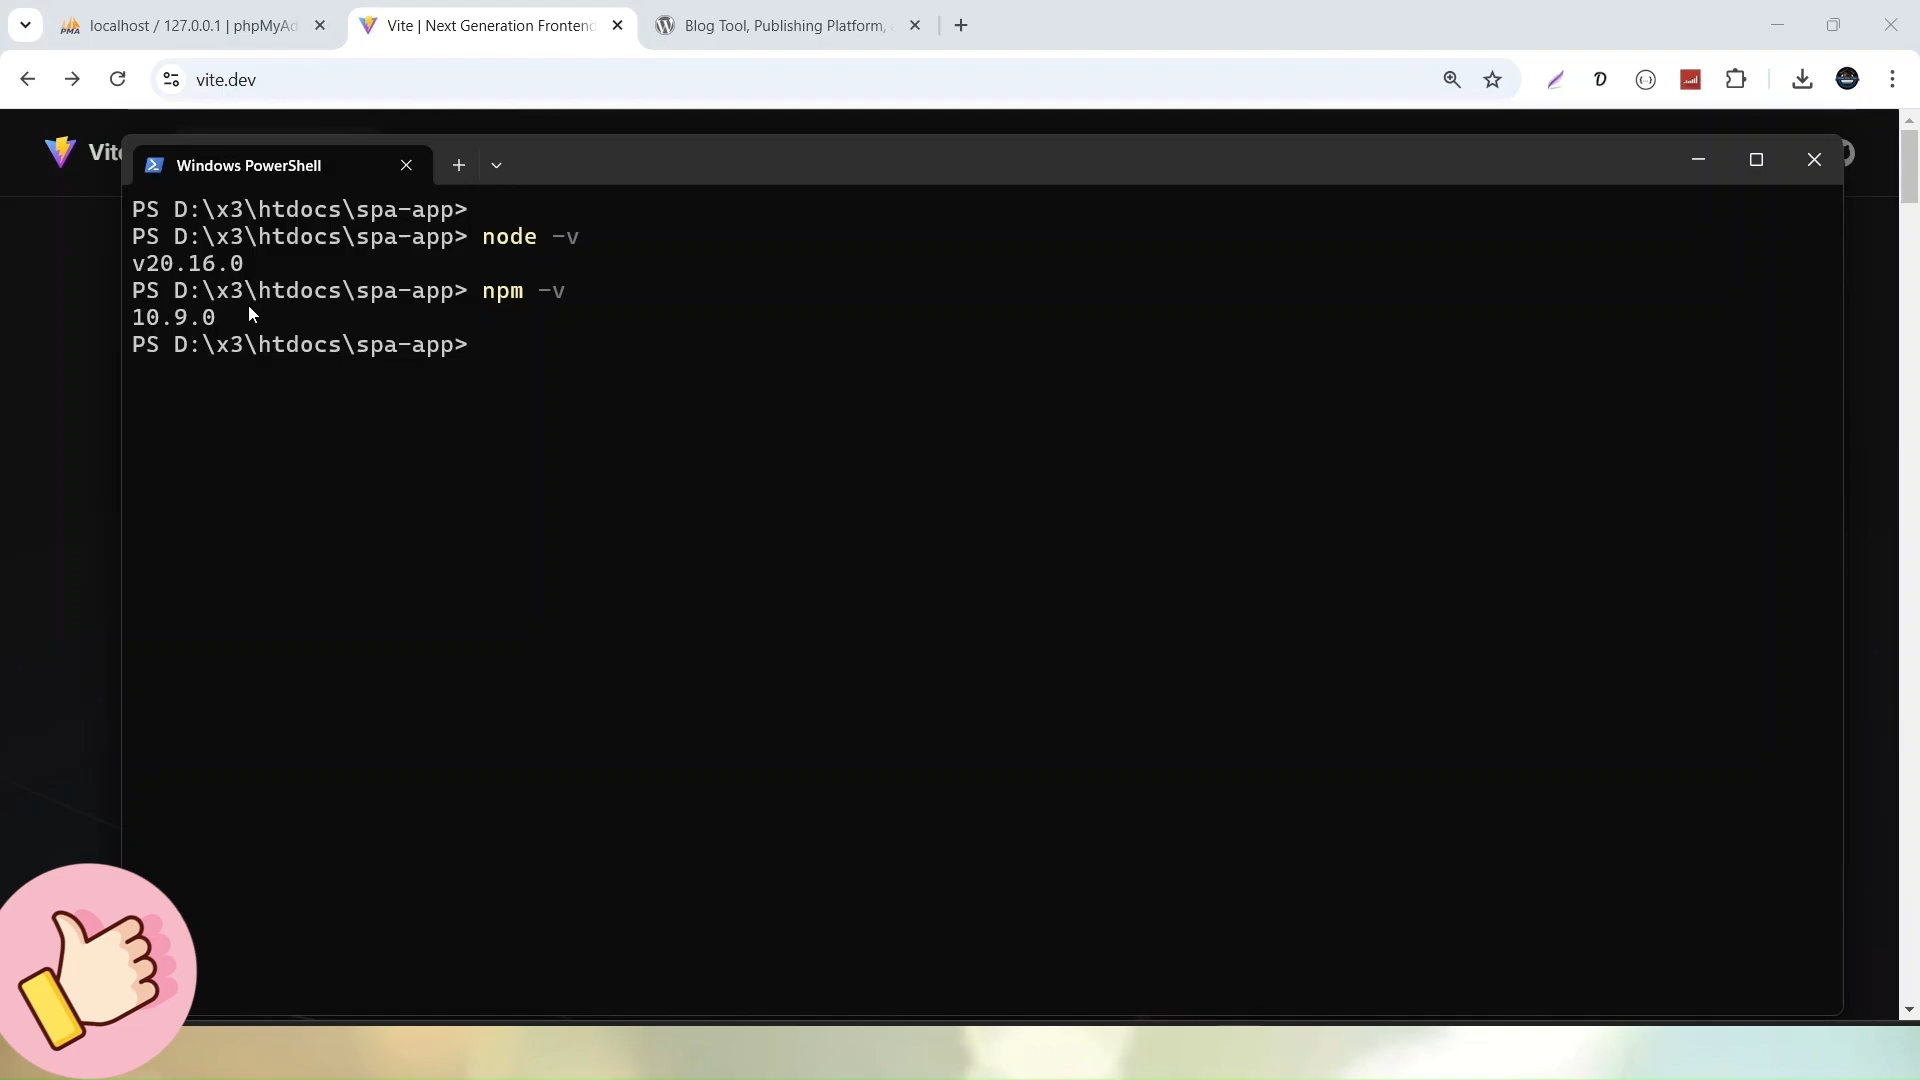 localhost / 127.0.0.1 | phpMyAd
Vite | Next Generation Frontend
Blog Tool, Publishing Platform,
vite.dev
Vite
Windows PowerShell
PS D:\x3\htdocs\spa-app>
PS D:\x3\htdocs\spa-app> node -v
v20.16.0
PS D:\x3\htdocs\spa-app> npm -v
10.9.0
PS D:\x3\htdocs\spa-app>